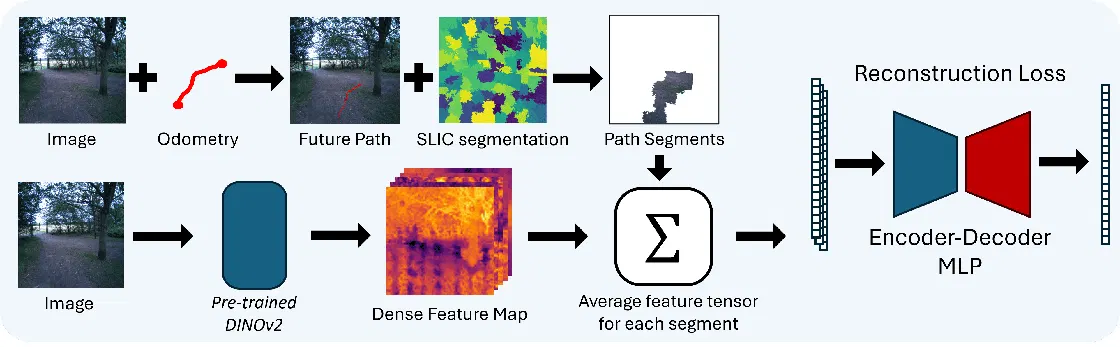 Image
Odometry
Future Path
SLIC segmentation
Path Segments
Reconstruction Loss
Encoder-Decoder
MLP
Image
Pre-trained
DINOv2
Dense Feature Map
Σ
Average feature tensor
for each segment